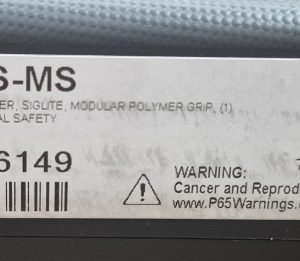 S-MS
ER, SIGLITE, MODULAR POLYMER GRIP, (1)
AL SAFETY
6149
WARNING:
Cancer and Reprod
www.P65Warnings.c